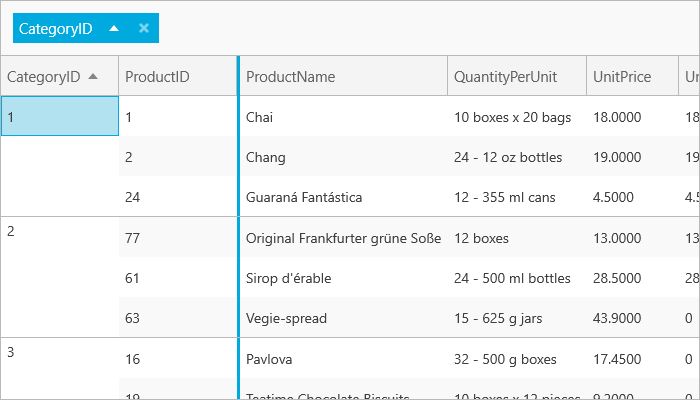 CategoryID
CategoryID ProductID ProductName QuantityPerUnit UnitPrice
1 1 Chai 10 boxes x 20 bags 18.0000 18
2 Chang 24 - 12 oz bottles 19.0000 19
24 Guaraná Fantástica 12 - 355 ml cans 4.5000 4.5
2 77 Original Frankfurter grüne Soße 12 boxes 13.0000 13
61 Sirop d'érable 24 - 500 ml bottles 28.5000 28
63 Vegie-spread 15 - 625 g jars 43.9000 0
3 16 Pavlova 32 - 500 g boxes 17.4500 0
19 Teatime Chocolate Biscuits 10 boxes x 12 pieces 9.2000 0